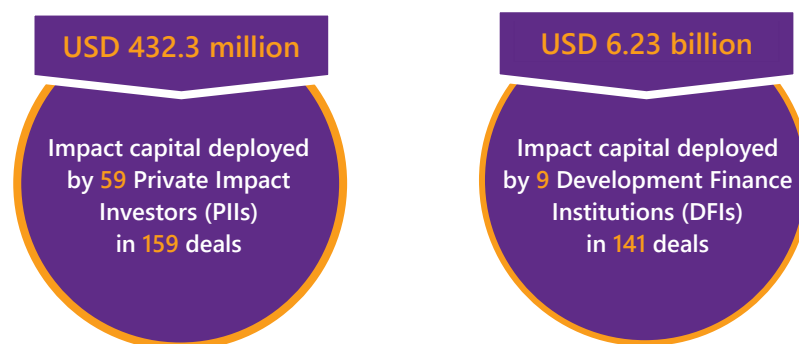 USD 432.3 million
Impact capital deployed
by 59 Private Impact
Investors (PIIs)
in 159 deals
USD 6.23 billion
Impact capital deployed
by 9 Development Finance
Institutions (DFIs)
in 141 deals